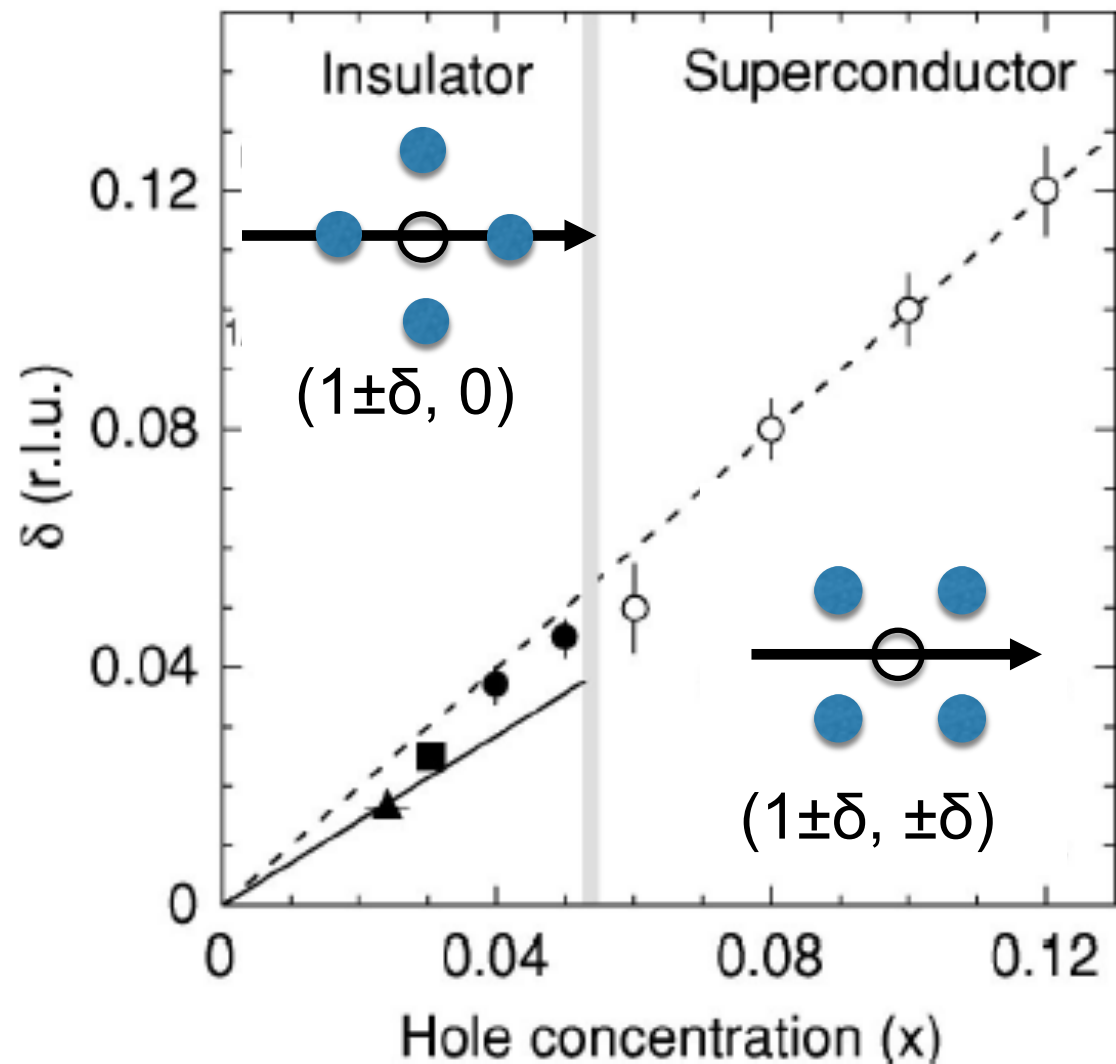 Insulator
Superconductor
0.12
(1±δ, 0)
0.08
δ (r.l.u.)
0.04
(1±δ, ±δ)
0
0 0.04 0.08 0.12
Hole concentration (x)